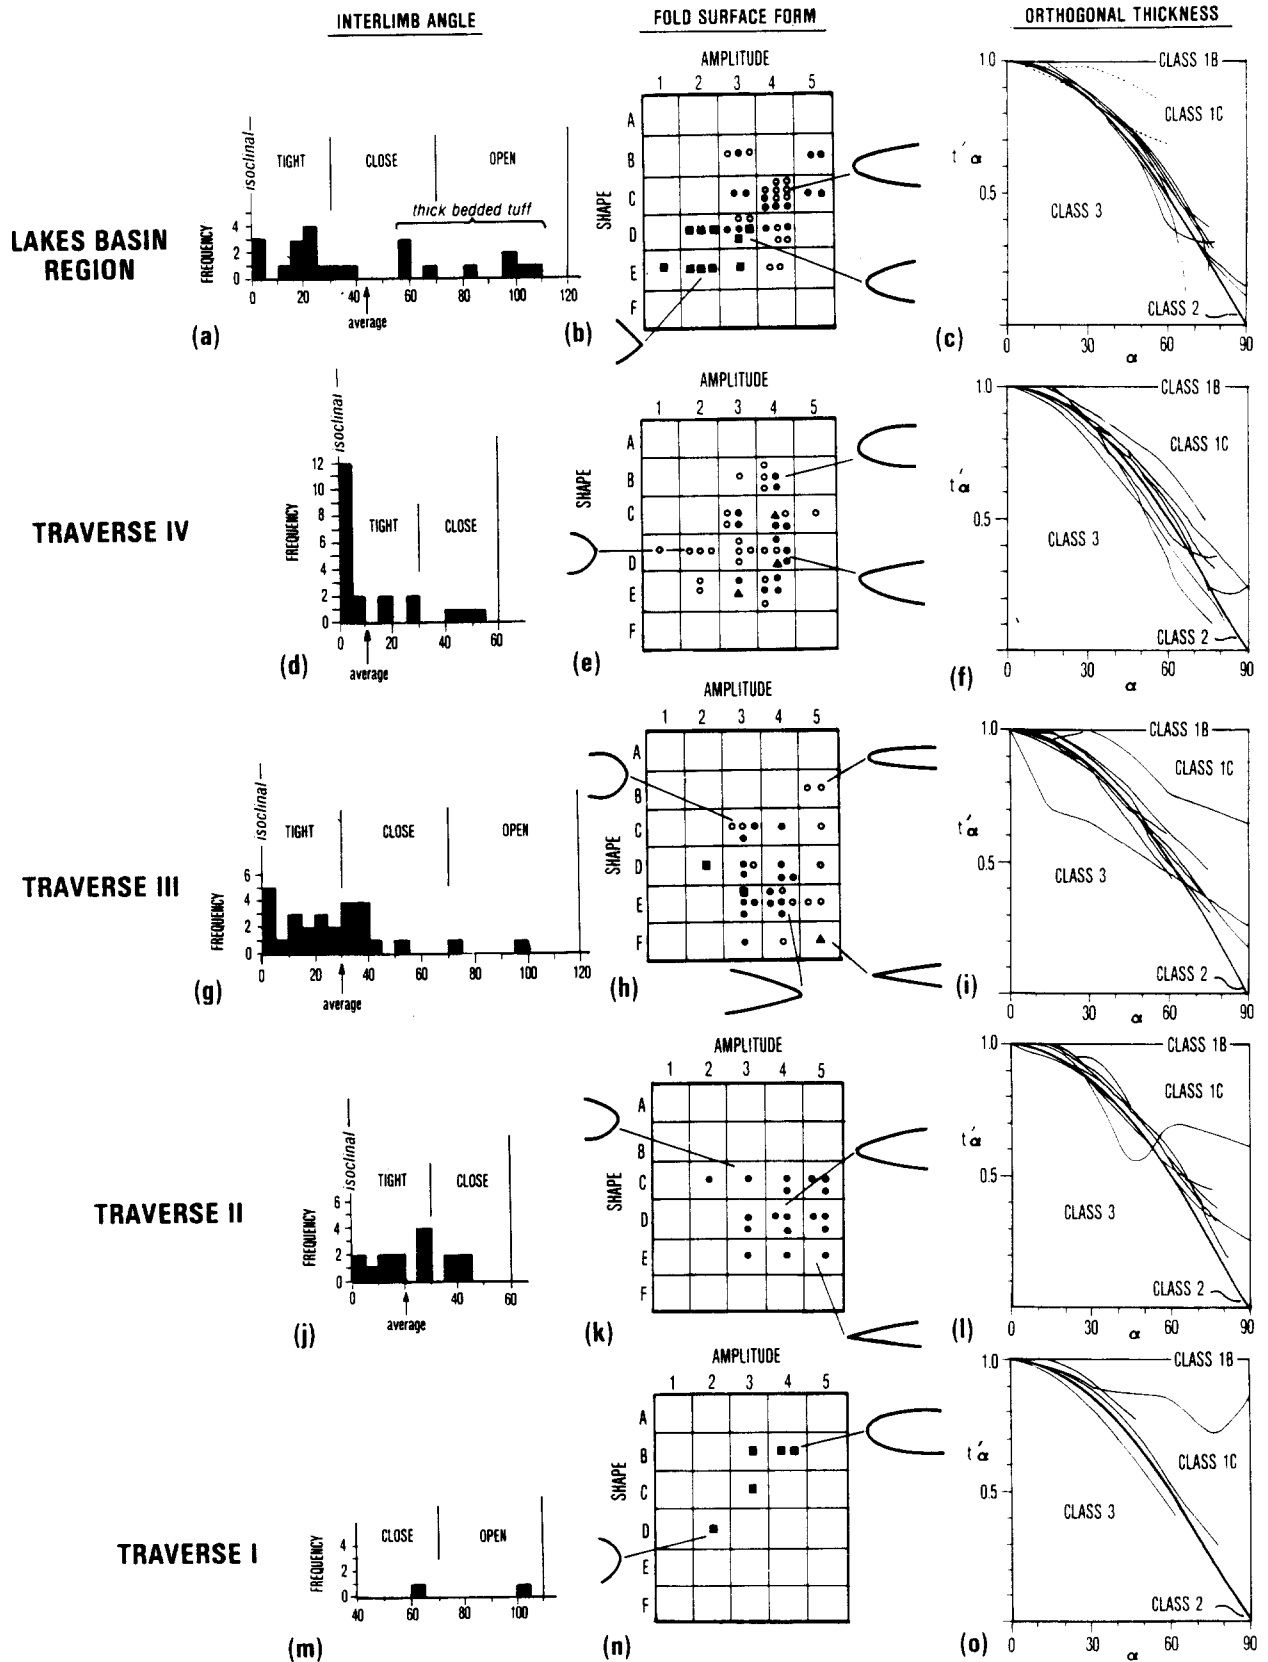 INTERLIMB ANGLE
FOLD SURFACE FORM
ORTHOGONAL THICKNESS
LAKES BASIN
REGION
isoclinal
TIGHT
CLOSE
OPEN
thick bedded tuff
FREQUENCY
4
2
0
0 20 40 60 80 100 120
average
(a)
AMPLITUDE
1 2 3 4 5
SHAPE
A
B
C
D
E
F
(b)
1.0
CLASS 1B
CLASS 1C
t'α
0.5
CLASS 3
CLASS 2
0 30 60 90
α
(c)
TRAVERSE IV
isoclinal
12
10
8
6
4
2
0
FREQUENCY
TIGHT
CLOSE
0 20 40 60
average
(d)
AMPLITUDE
1 2 3 4 5
SHAPE
A
B
C
D
E
F
(e)
1.0
CLASS 1B
CLASS 1C
t'α
0.5
CLASS 3
CLASS 2
0 30 60 90
α
(f)
TRAVERSE III
isoclinal
TIGHT
CLOSE
OPEN
FREQUENCY
6
4
2
0
0 20 40 60 80 100 120
average
(g)
AMPLITUDE
1 2 3 4 5
SHAPE
A
B
C
D
E
F
(h)
1.0
CLASS 1B
CLASS 1C
t'α
0.5
CLASS 3
CLASS 2
0 30 60 90
α
(i)
TRAVERSE II
isoclinal
TIGHT
CLOSE
FREQUENCY
6
4
2
0
0 20 40 60
average
(j)
AMPLITUDE
1 2 3 4 5
SHAPE
A
B
C
D
E
F
(k)
1.0
CLASS 1B
CLASS 1C
t'α
0.5
CLASS 3
CLASS 2
0 30 60 90
α
(l)
TRAVERSE I
CLOSE
OPEN
FREQUENCY
4
2
0
40 60 80 100
(m)
AMPLITUDE
1 2 3 4 5
SHAPE
A
B
C
D
E
F
(n)
1.0
CLASS 1B
t'α
CLASS 1C
0.5
CLASS 3
CLASS 2
0 30 60 90
α
(o)